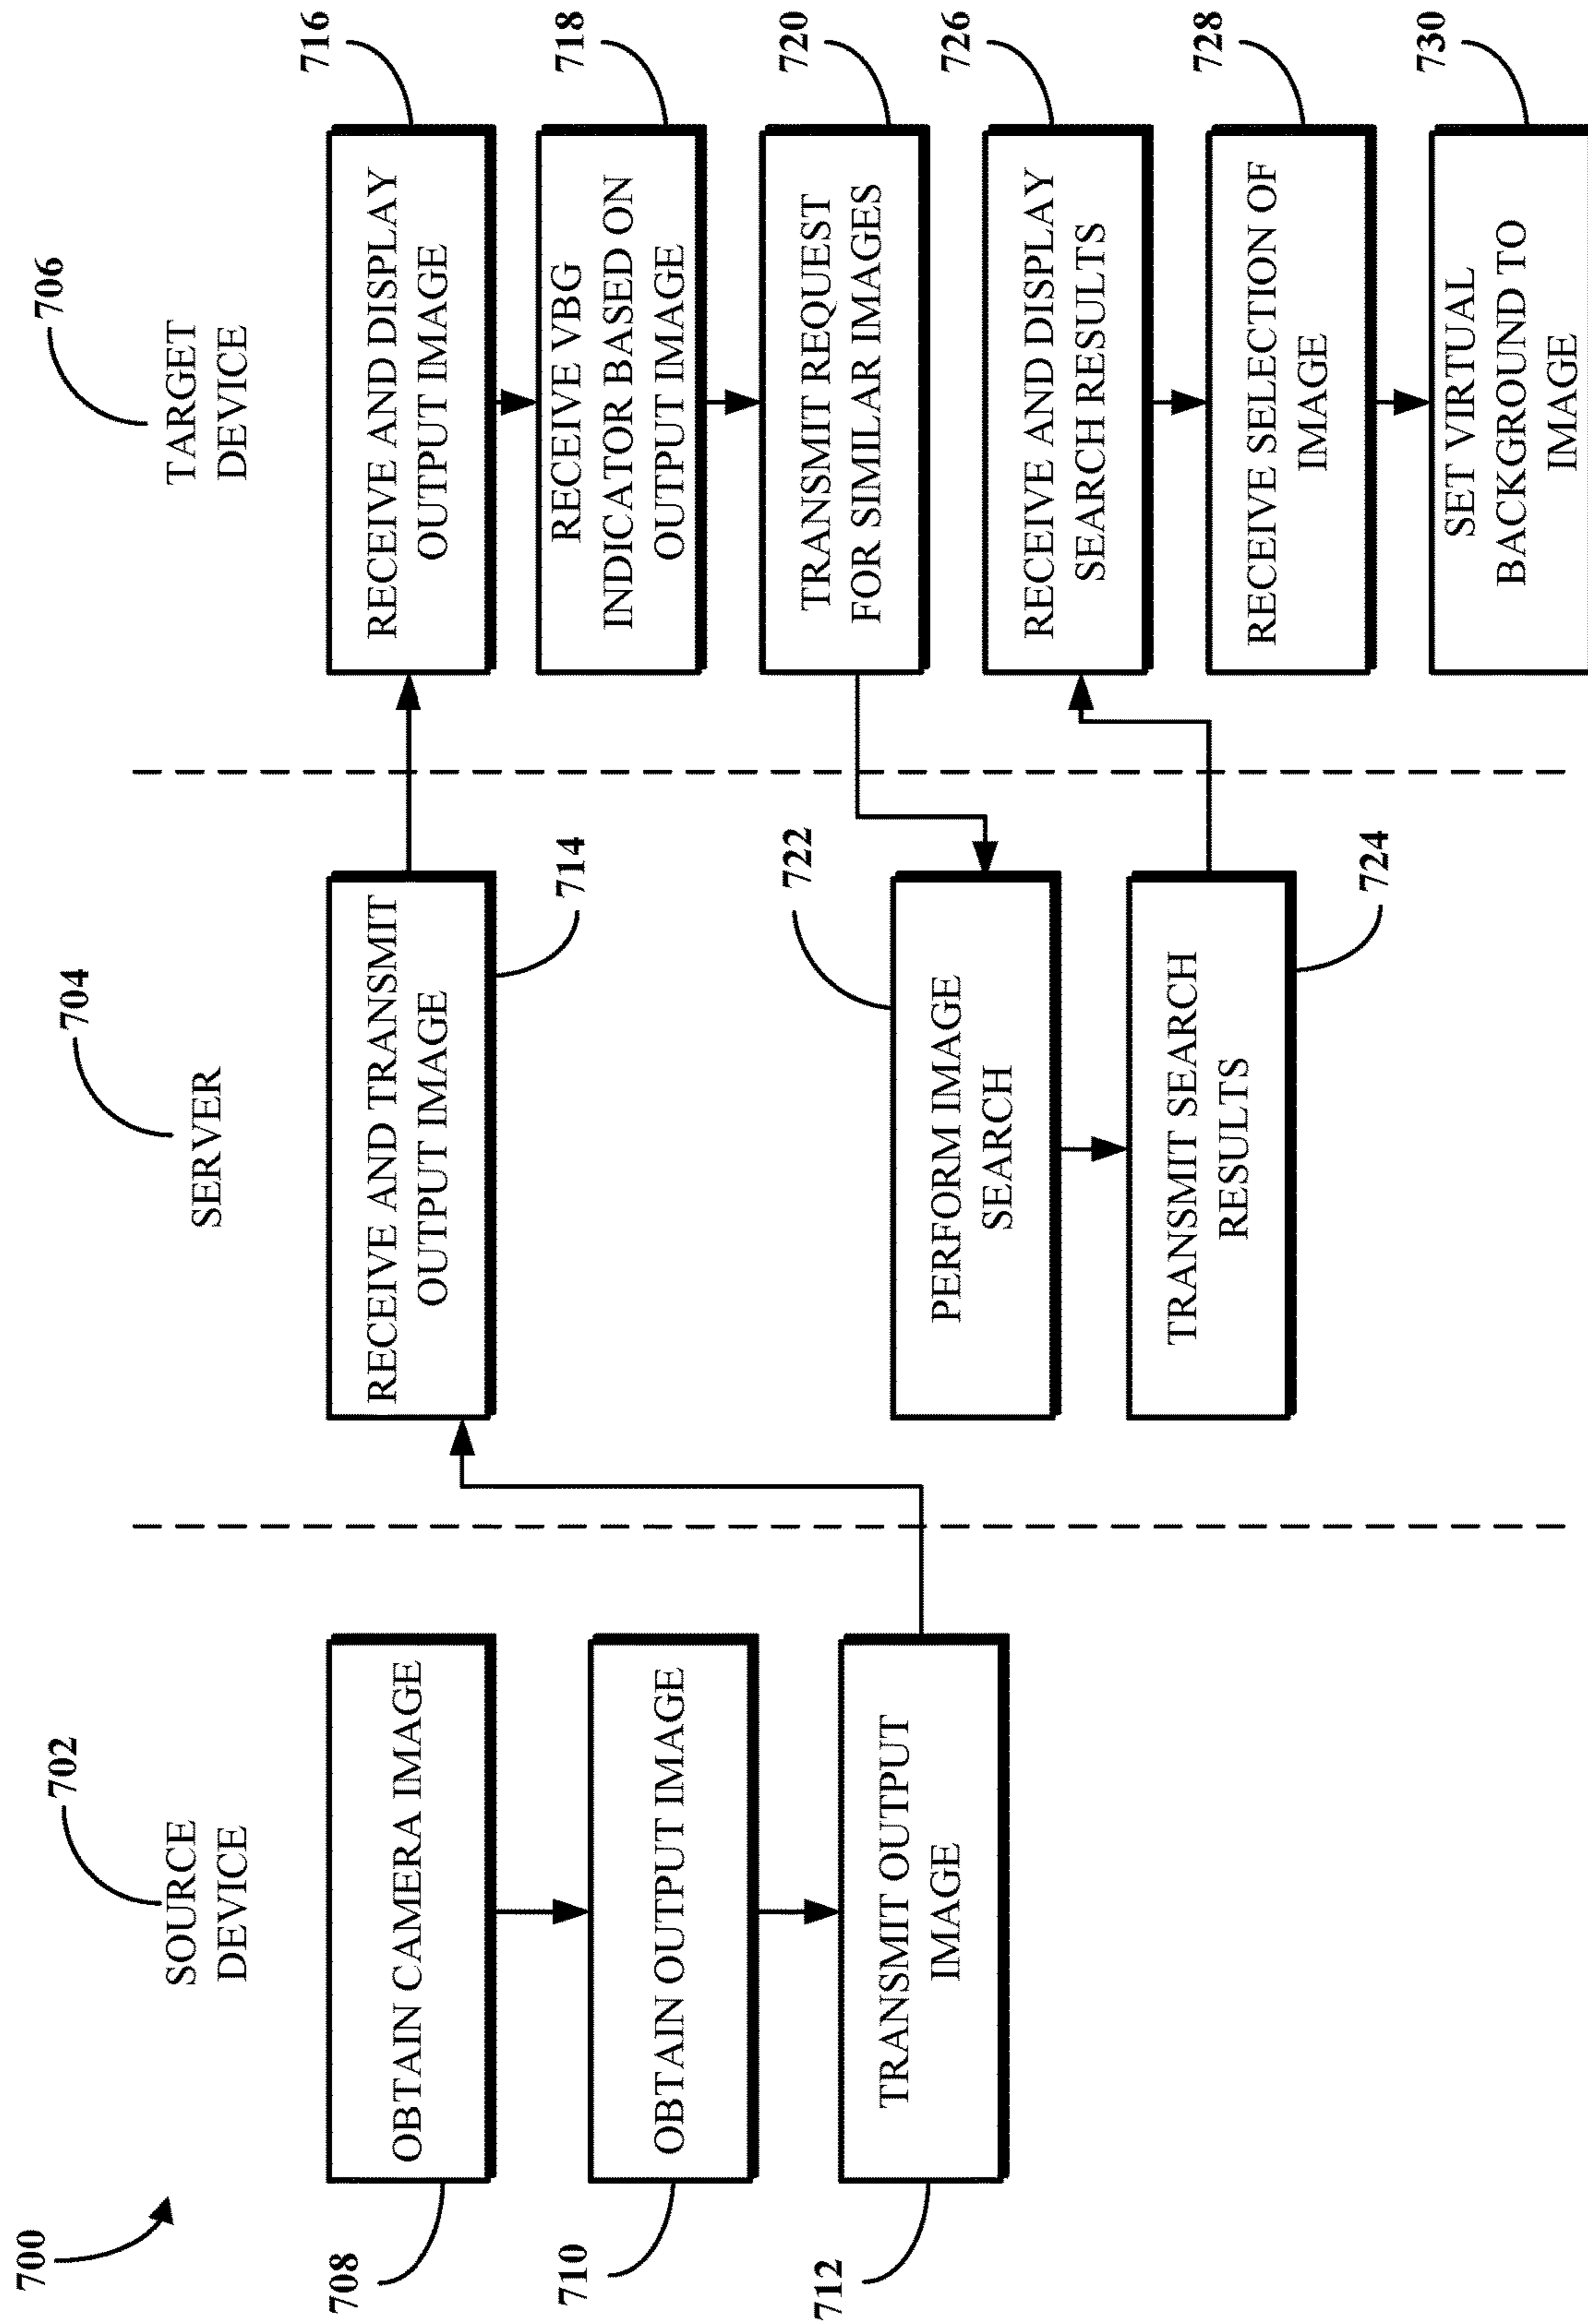 700
702
SOURCE
DEVICE
704
SERVER
706
TARGET
DEVICE
708
OBTAIN CAMERA IMAGE
710
OBTAIN OUTPUT IMAGE
712
TRANSMIT OUTPUT
IMAGE
RECEIVE AND TRANSMIT
OUTPUT IMAGE
714
RECEIVE AND DISPLAY
OUTPUT IMAGE
716
RECEIVE VBG
INDICATOR BASED ON
OUTPUT IMAGE
718
TRANSMIT REQUEST
FOR SIMILAR IMAGES
720
722
PERFORM IMAGE
SEARCH
TRANSMIT SEARCH
RESULTS
724
RECEIVE AND DISPLAY
SEARCH RESULTS
726
RECEIVE SELECTION OF
IMAGE
728
SET VIRTUAL
BACKGROUND TO
IMAGE
730